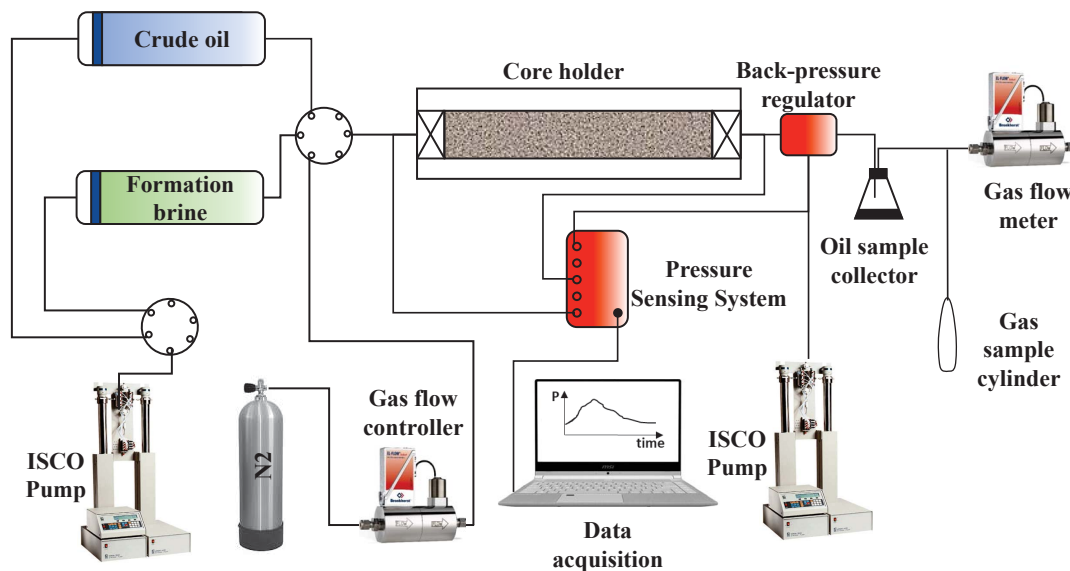 Crude oil
Core holder
Back-pressure
regulator
Formation
brine
Gas flow
meter
Oil sample
collector
Pressure
Sensing System
Gas
sample
cylinder
Gas flow
controller
P
time
ISCO
Pump
N2
ISCO
Pump
Data
acquisition